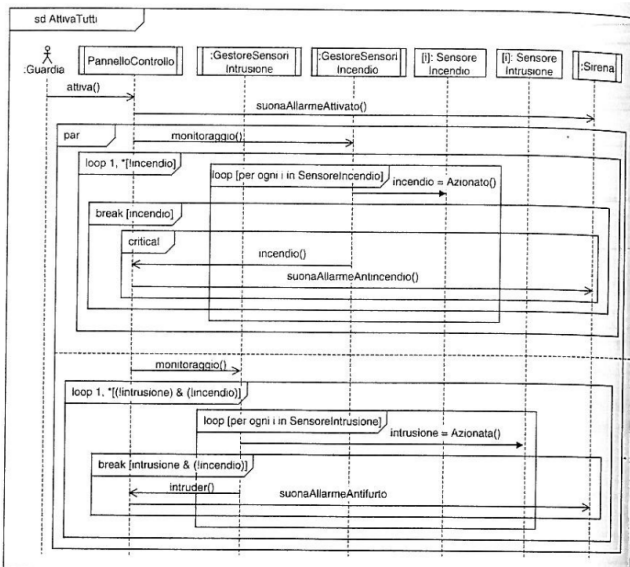 sd AttivaTutti
:Guardia
PannelloControllo
:GestoreSensori
Intrusione
:GestoreSensori
Incendio
[i]: Sensore
Incendio
[i]: Sensore
Intrusione
:Sirena
attiva()
suonaAllarmeAttivato()
par
monitoraggio()
loop 1, *[!incendio]
loop [per ogni i in SensoreIncendio]
incendio = Azionato()
break [incendio]
critical
incendio()
suonaAllarmeAntincendio()
monitoraggio()
loop 1, *[(!intrusione) & (!incendio)]
loop [per ogni i in SensoreIntrusione]
intrusione = Azionata()
break [intrusione & (!incendio)]
intruder()
suonaAllarmeAntifurto